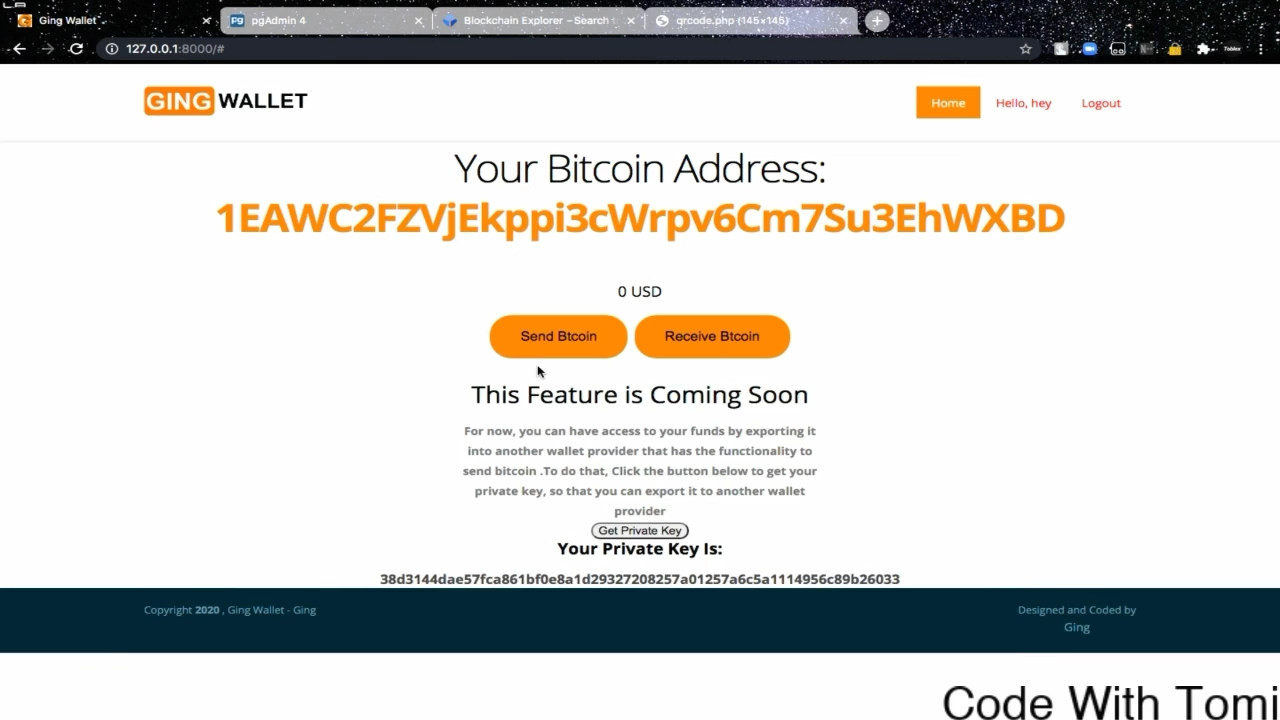 Ging Wallet
pgAdmin 4
Blockchain Explorer – Search
qrcode.php (145×145)
127.0.0.1:8000/#
GING WALLET
Home
Hello, hey
Logout
Your Bitcoin Address:
1EAWC2FZVjEkppi3cWrpv6Cm7Su3EhWXBD
0 USD
Send Btcoin
Receive Btcoin
This Feature is Coming Soon
For now, you can have access to your funds by exporting it
into another wallet provider that has the functionality to
send bitcoin .To do that, Click the button below to get your
private key, so that you can export it to another wallet
provider
Get Private Key
Your Private Key Is:
38d3144dae57fca861bf0e8a1d29327208257a01257a6c5a1114956c89b26033
Copyright 2020 , Ging Wallet - Ging
Designed and Coded by
Ging
Code With Tomi